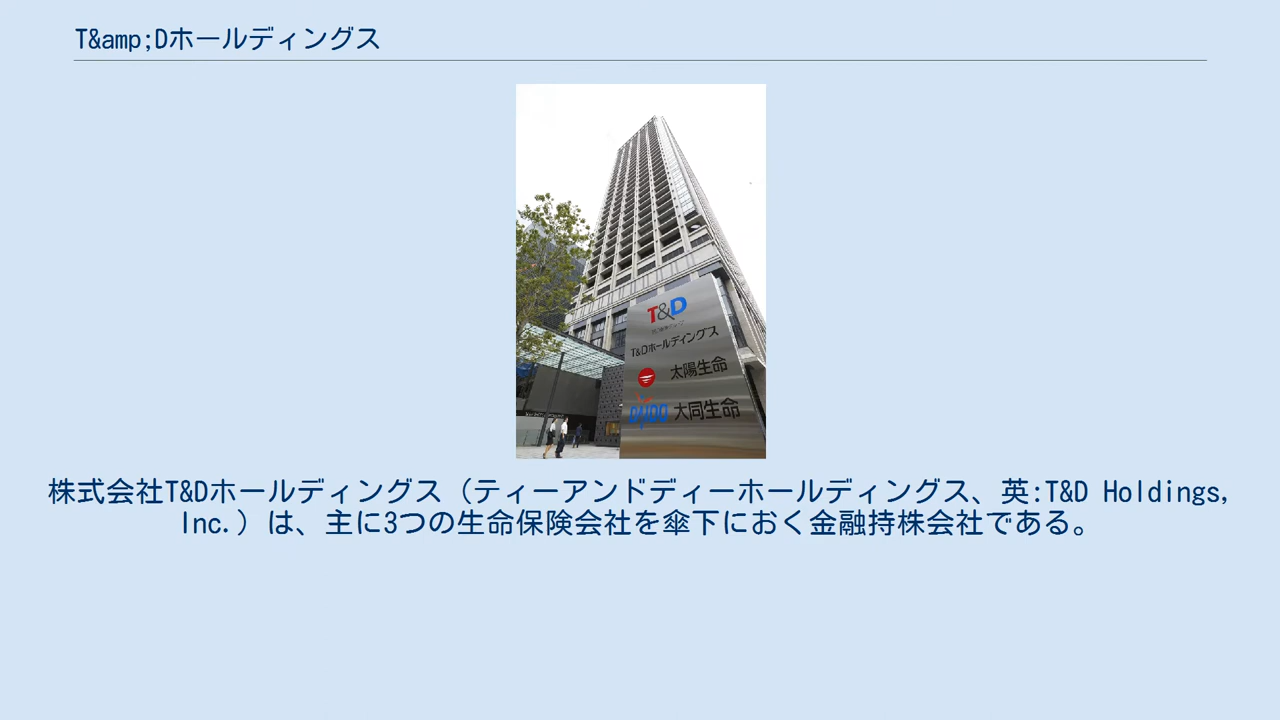 T&amp;Dホールディングス
T&D
T&Dホールディングス
太陽生命
DAIDO 大同生命
株式会社T&Dホールディングス（ティーアンドディーホールディングス、英:T&D Holdings,
Inc.）は、主に3つの生命保険会社を傘下におく金融持株会社である。